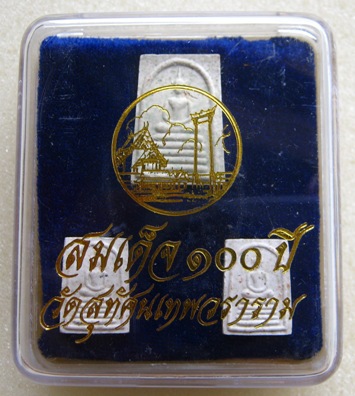 สมเด็จ ๑๐๐ ปี
วัดสุทัศนเทพวราราม